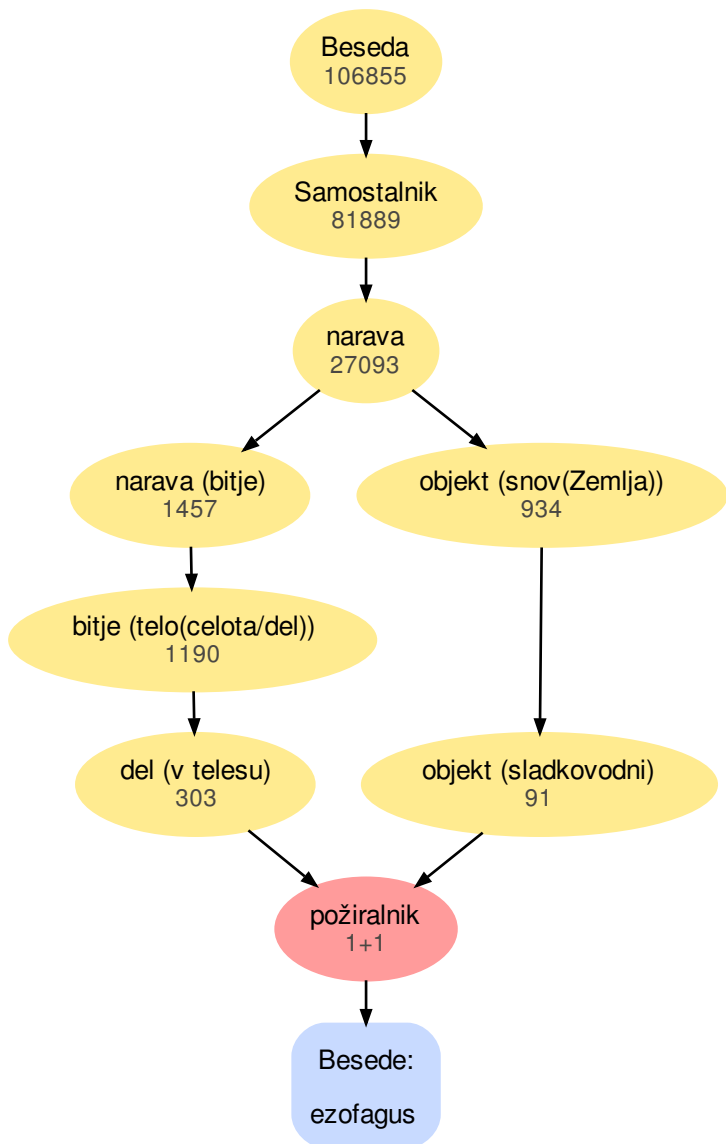 Beseda
106855
Samostalnik
81889
narava
27093
narava (bitje)
1457
objekt (snov(Zemlja))
934
bitje (telo(celota/del))
1190
del (v telesu)
303
objekt (sladkovodni)
91
požiralnik
1+1
Besede:
ezofagus